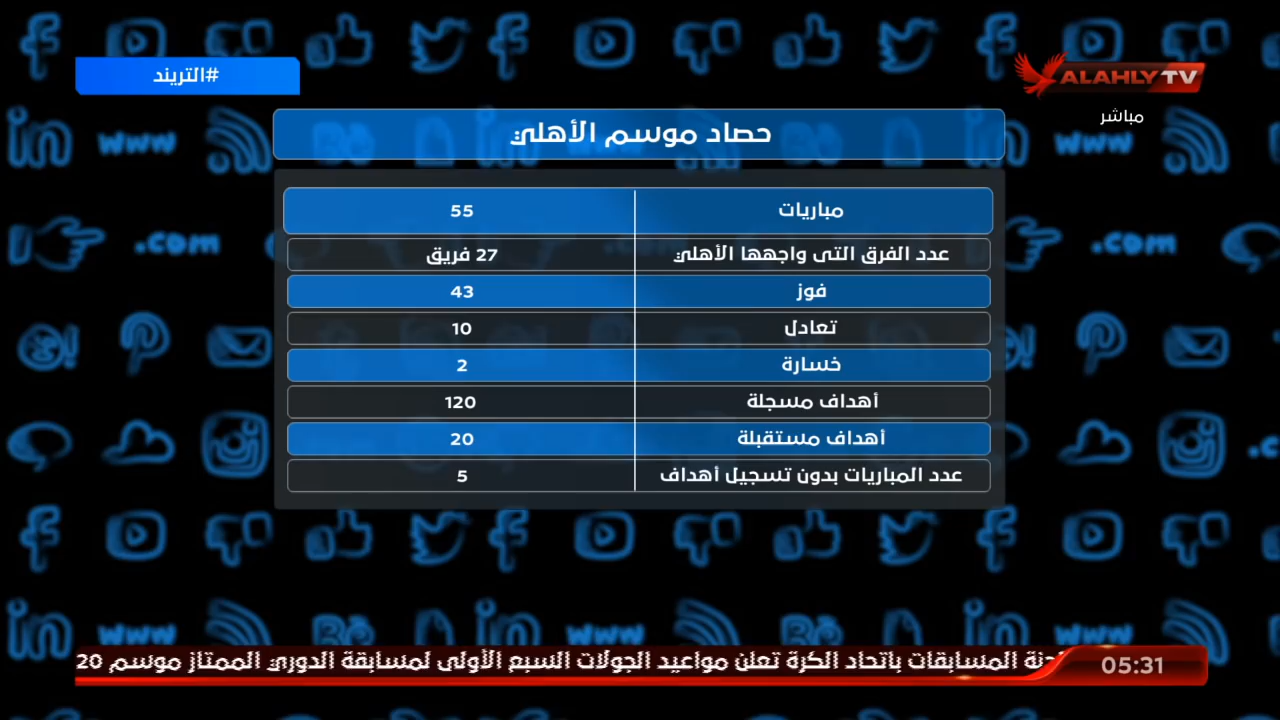 #التريند
ALAHLY TV
مباشر
حصاد موسم الأهلي
مباريات 55
عدد الفرق التى واجهها الأهلي 27 فريق
فوز 43
تعادل 10
خسارة 2
أهداف مسجلة 120
أهداف مستقبلة 20
عدد المباريات بدون تسجيل أهداف 5
المسابقات باتحاد الكرة تعلن مواعيد الجولات السبع الأولى لمسابقة الدوري الممتاز موسم 20
05:31